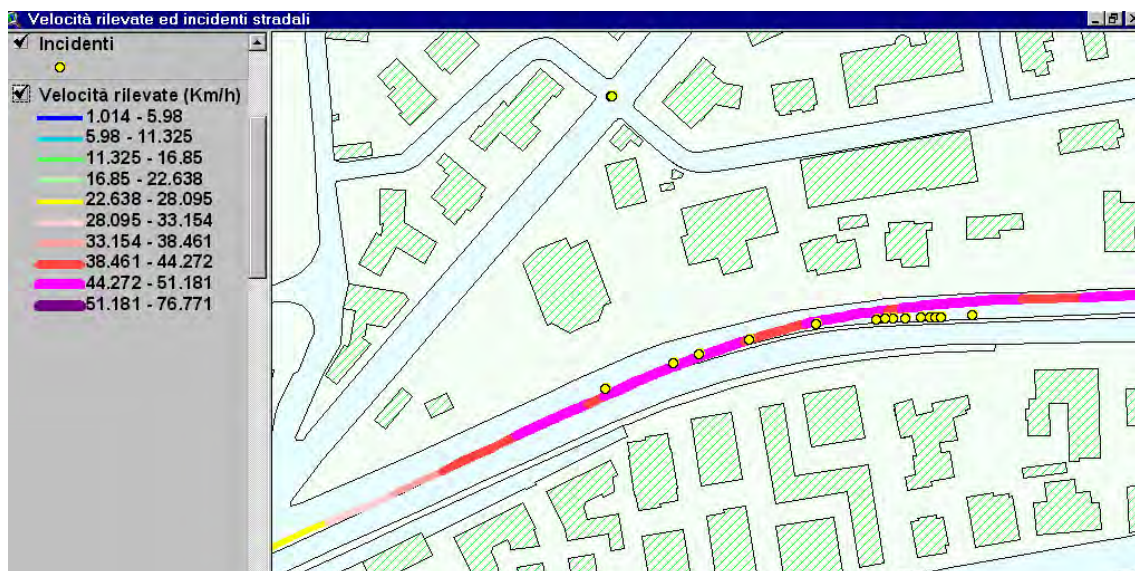 Velocità rilevate ed incidenti stradali
Incidenti
Velocità rilevate (Km/h)
1.014 - 5.98
5.98 - 11.325
11.325 - 16.85
16.85 - 22.638
22.638 - 28.095
28.095 - 33.154
33.154 - 38.461
38.461 - 44.272
44.272 - 51.181
51.181 - 76.771